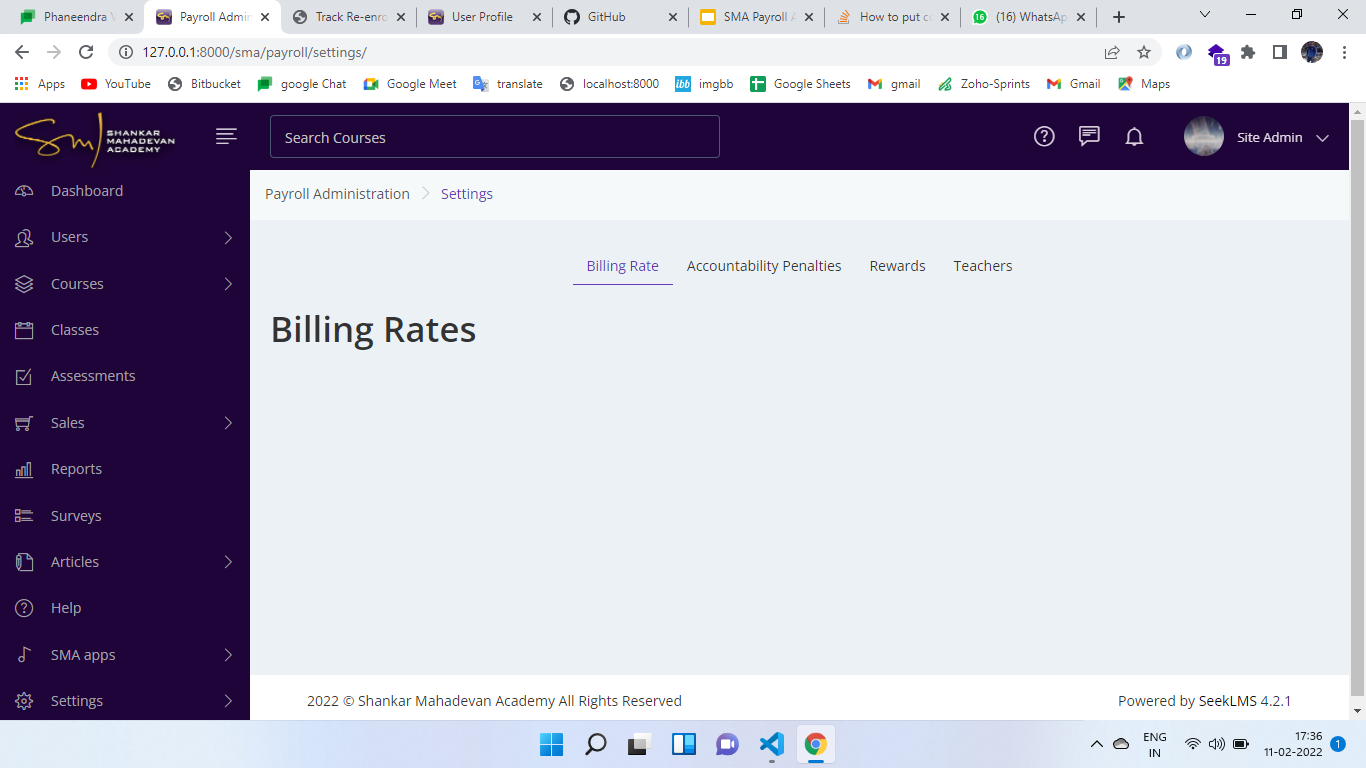 Phaneendra
Payroll Admin
Track Re-enro
User Profile
GitHub
SMA Payroll
How to put c
(16) WhatsAp
127.0.0.1:8000/sma/payroll/settings/
19
Apps
YouTube
Bitbucket
google Chat
Google Meet
translate
localhost:8000
ibb imgbb
Google Sheets
gmail
Zoho-Sprints
Gmail
Maps
SHANKAR
MAHADEVAN
ACADEMY
Search Courses
Site Admin
Dashboard
Users
Courses
Classes
Assessments
Sales
Reports
Surveys
Articles
Help
SMA apps
Settings
Payroll Administration
Settings
Billing Rate
Accountability Penalties
Rewards
Teachers
Billing Rates
2022 © Shankar Mahadevan Academy All Rights Reserved
Powered by SeekLMS 4.2.1
ENG
IN
17:36
11-02-2022
1